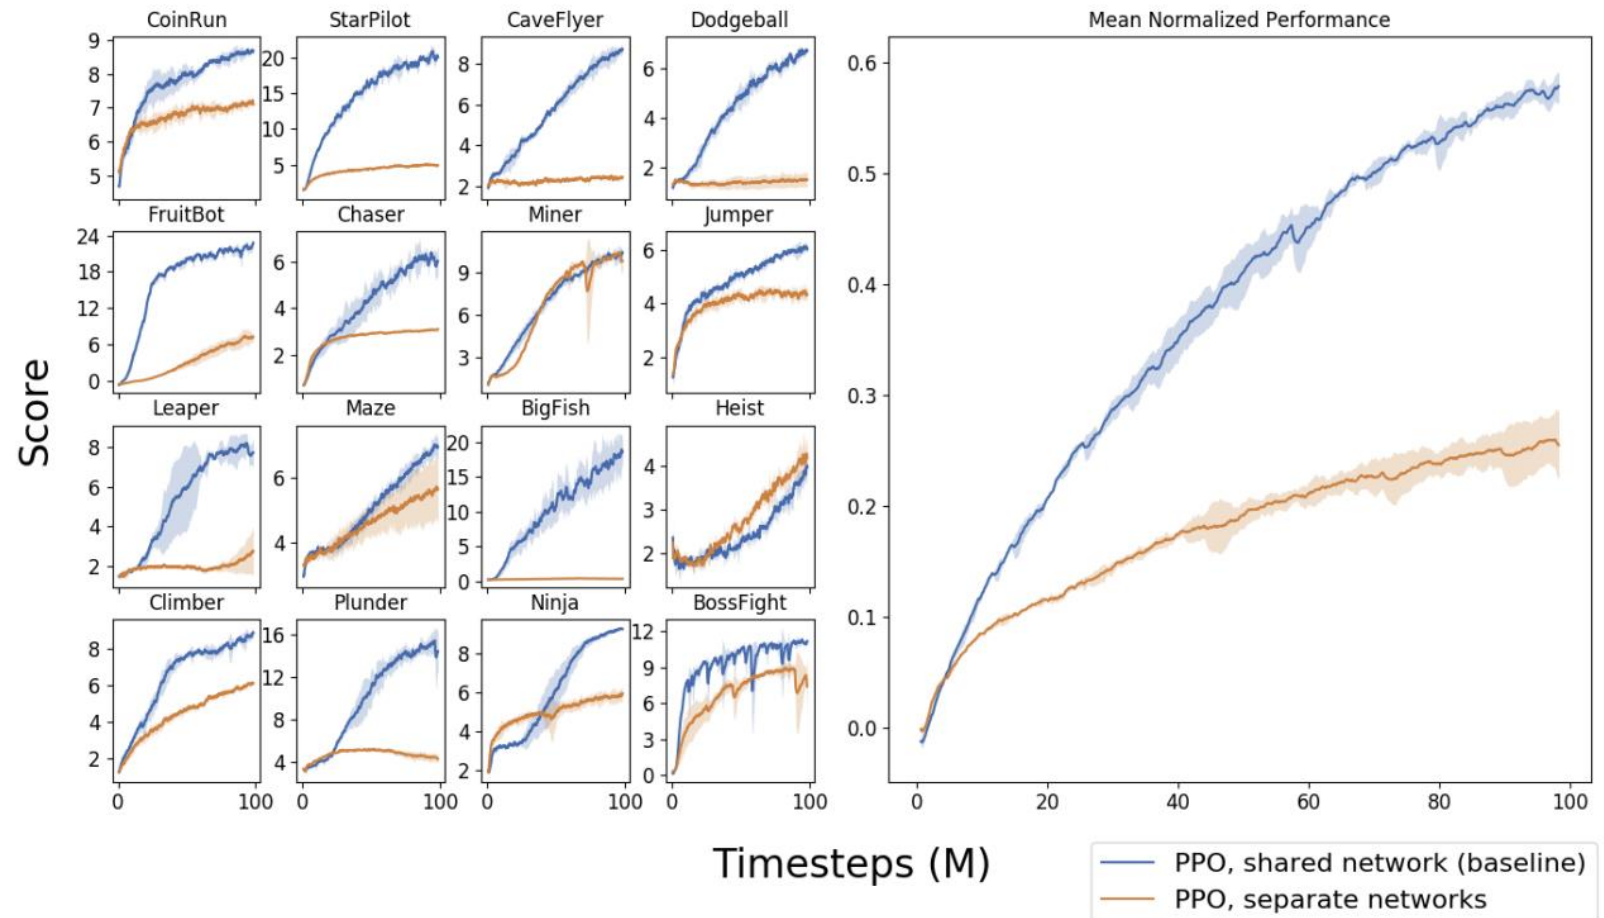 CoinRun StarPilot CaveFlyer Dodgeball Mean Normalized Performance
9 8 7 6 5
20 15 10 5
8 6 4 2
6 4 2
0.6 0.5 0.4 0.3 0.2 0.1 0.0
FruitBot Chaser Miner Jumper
24 18 12 6 0
6 4 2
9 6 3
6 4 2
Score
Leaper Maze BigFish Heist
8 6 4 2
6 4
20 15 10 5 0
4 3 2
Climber Plunder Ninja BossFight
8 6 4 2
16 12 8 4
8 6 4 2
12 9 6 3 0
0 100 0 100 0 100 0 100 0 20 40 60 80 100
Timesteps (M)
PPO, shared network (baseline)
PPO, separate networks